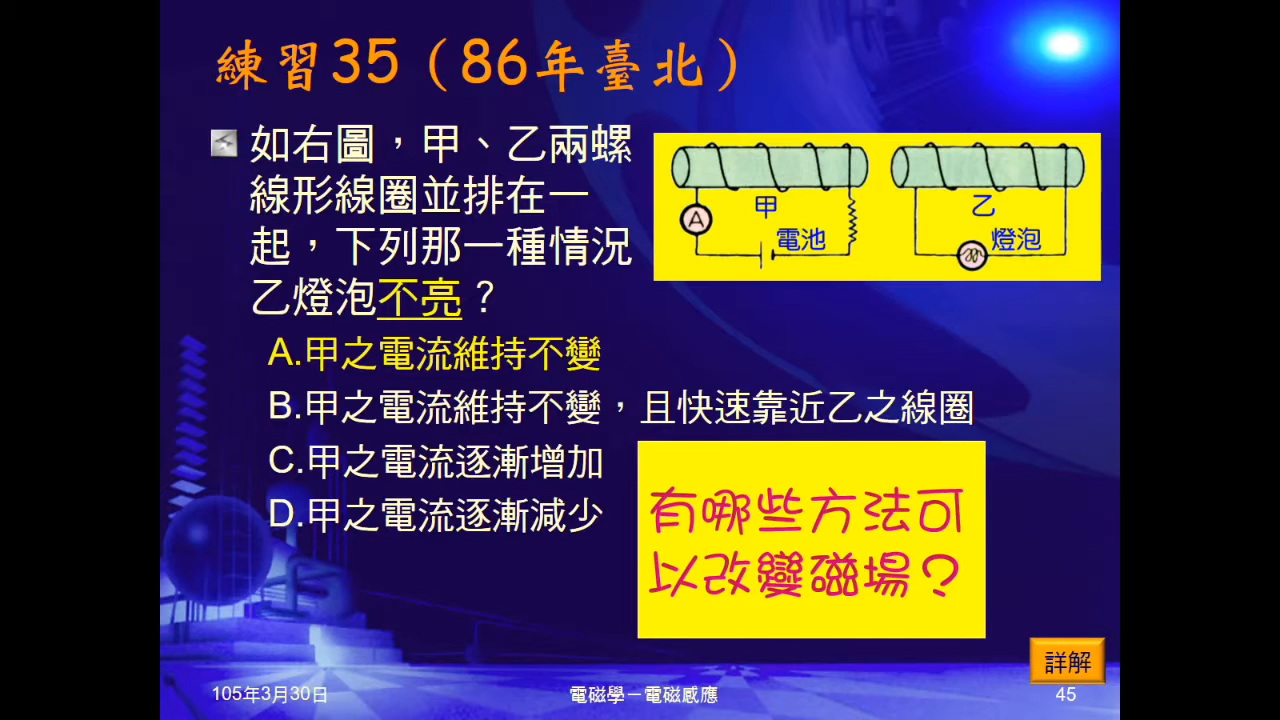 練習35（86年臺北）
如右圖，甲、乙兩螺
線形線圈並排在一
起，下列那一種情況
乙燈泡不亮？
甲
乙
A
電池
燈泡
A.甲之電流維持不變
B.甲之電流維持不變，且快速靠近乙之線圈
C.甲之電流逐漸增加
D.甲之電流逐漸減少
有哪些方法可
以改變磁場？
詳解
105年3月30日
電磁學－電磁感應
45